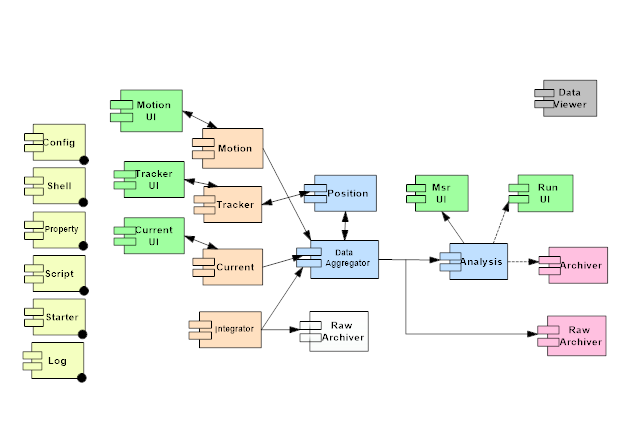 Data
Viewer
Motion
UI
Config
Motion
Tracker
UI
Shell
Tracker
Position
Msr
UI
Run
UI
Property
Current
UI
Current
Data
Aggregator
Analysis
Archiver
Script
Starter
Integrator
Raw
Archiver
Raw
Archiver
Log